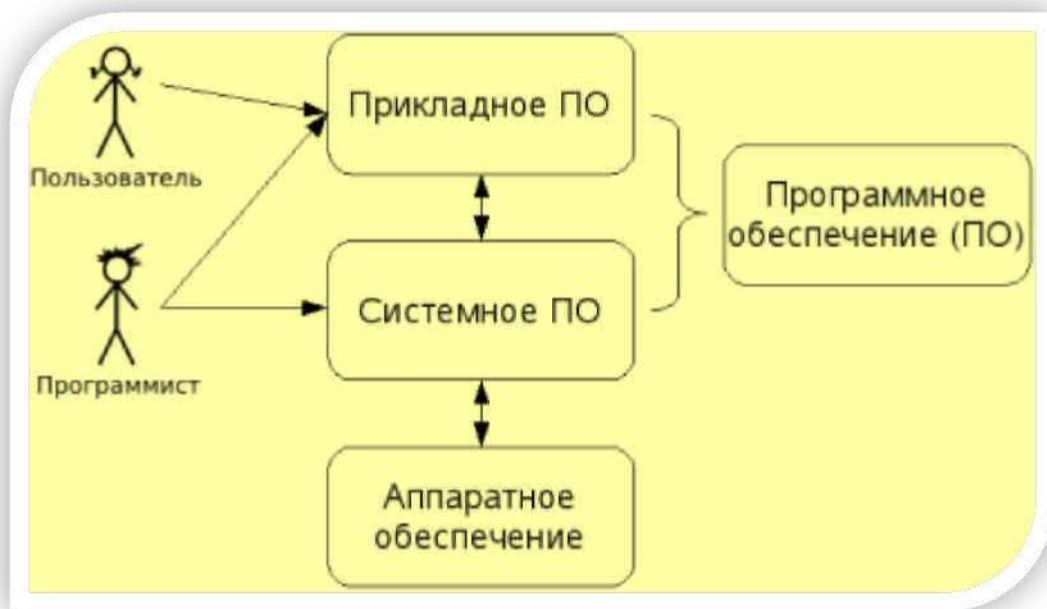 Пользователь
Программист
Прикладное ПО
Системное ПО
Аппаратное
обеспечение
Программное
обеспечение (ПО)